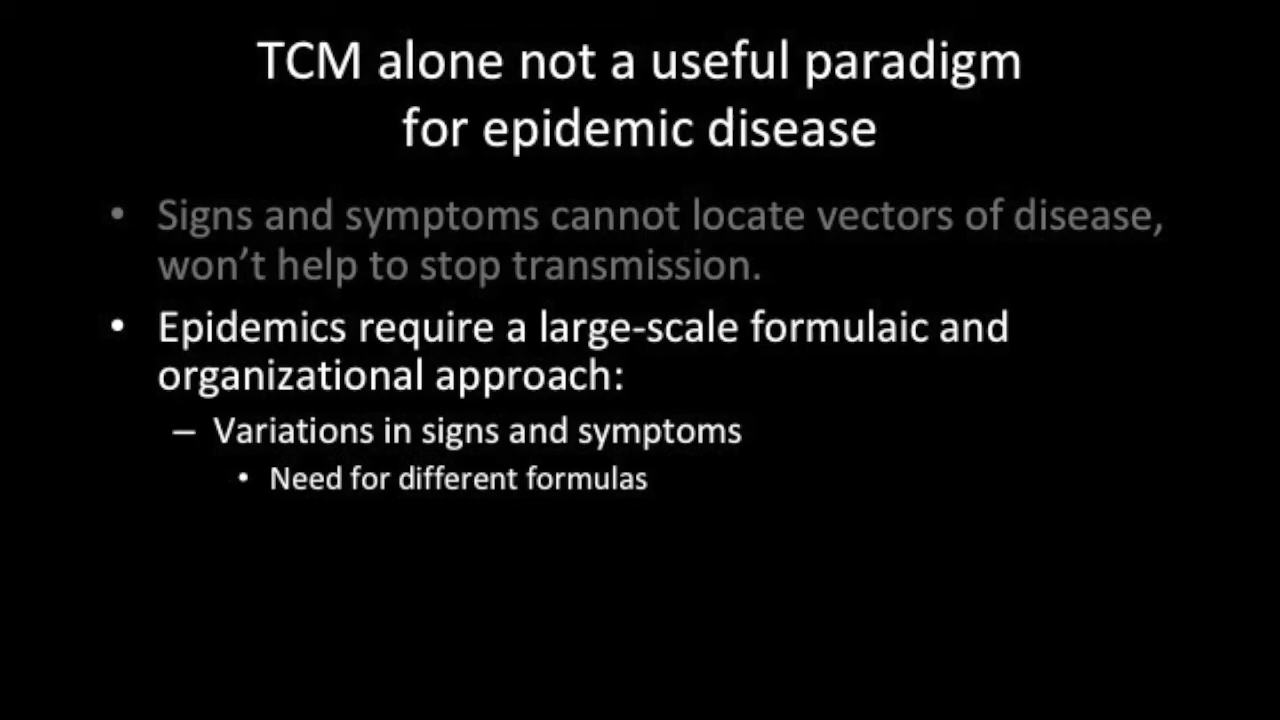 TCM alone not a useful paradigm
for epidemic disease
• Signs and symptoms cannot locate vectors of disease,
won’t help to stop transmission.
• Epidemics require a large-scale formulaic and
organizational approach:
– Variations in signs and symptoms
• Need for different formulas